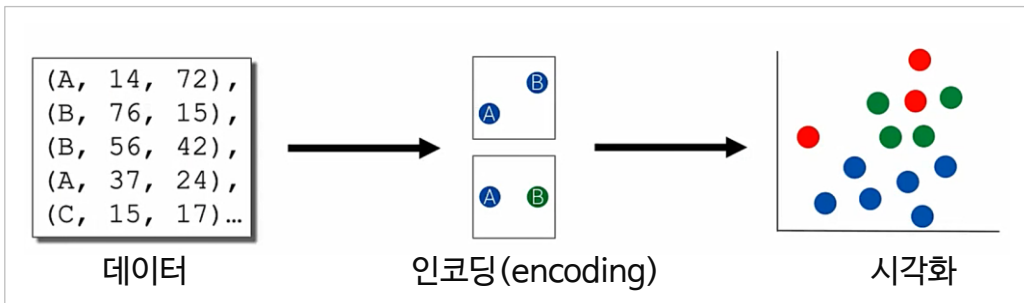 (A, 14, 72),
(B, 76, 15),
(B, 56, 42),
(A, 37, 24),
(C, 15, 17)…
데이터
A
B
A
B
인코딩(encoding)
시각화